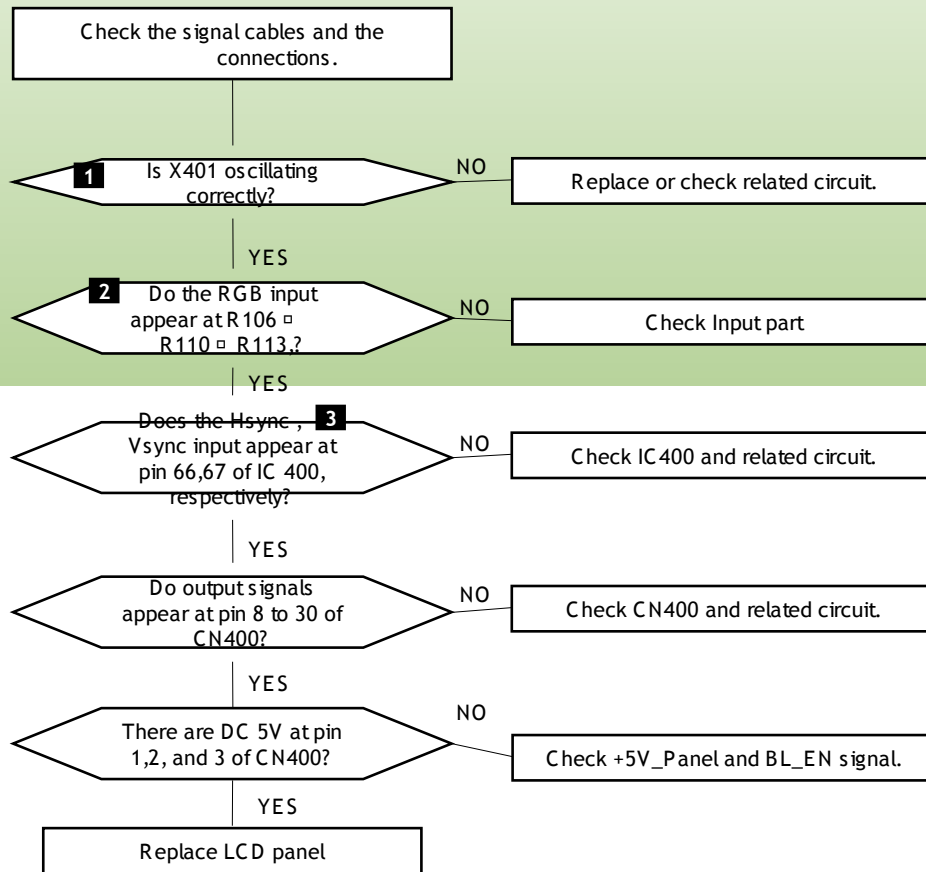 Check the signal cables and the
connections.
1
Is X401 oscillating
correctly?
NO
Replace or check related circuit.
YES
2
Do the RGB input
appear at R106 □
R110 □ R113,?
NO
Check Input part
YES
Does the Hsync ,
3
Vsync input appear at
pin 66,67 of IC 400,
respectively?
NO
Check IC400 and related circuit.
YES
Do output signals
appear at pin 8 to 30 of
CN400?
NO
Check CN400 and related circuit.
YES
There are DC 5V at pin
1,2, and 3 of CN400?
NO
Check +5V_Panel and BL_EN signal.
YES
Replace LCD panel